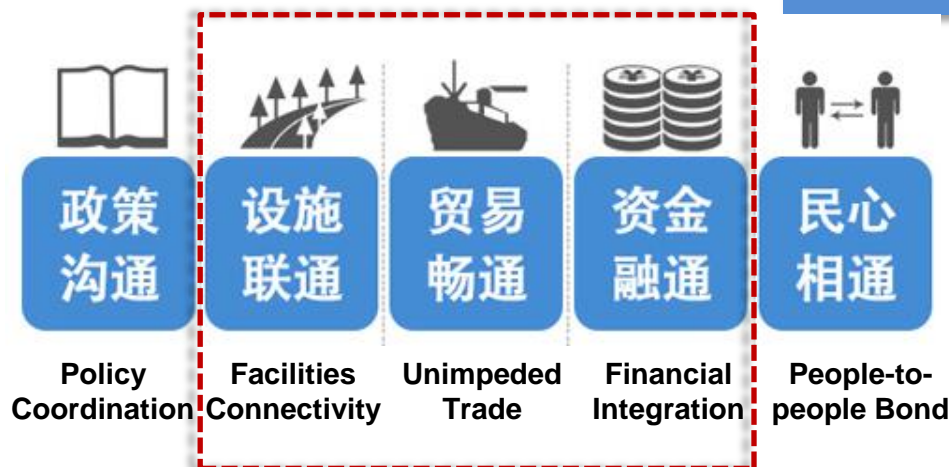 政策
沟通
设施
联通
贸易
畅通
资金
融通
民心
相通
Policy
Coordination
Facilities
Connectivity
Unimpeded
Trade
Financial
Integration
People-to-
people Bond